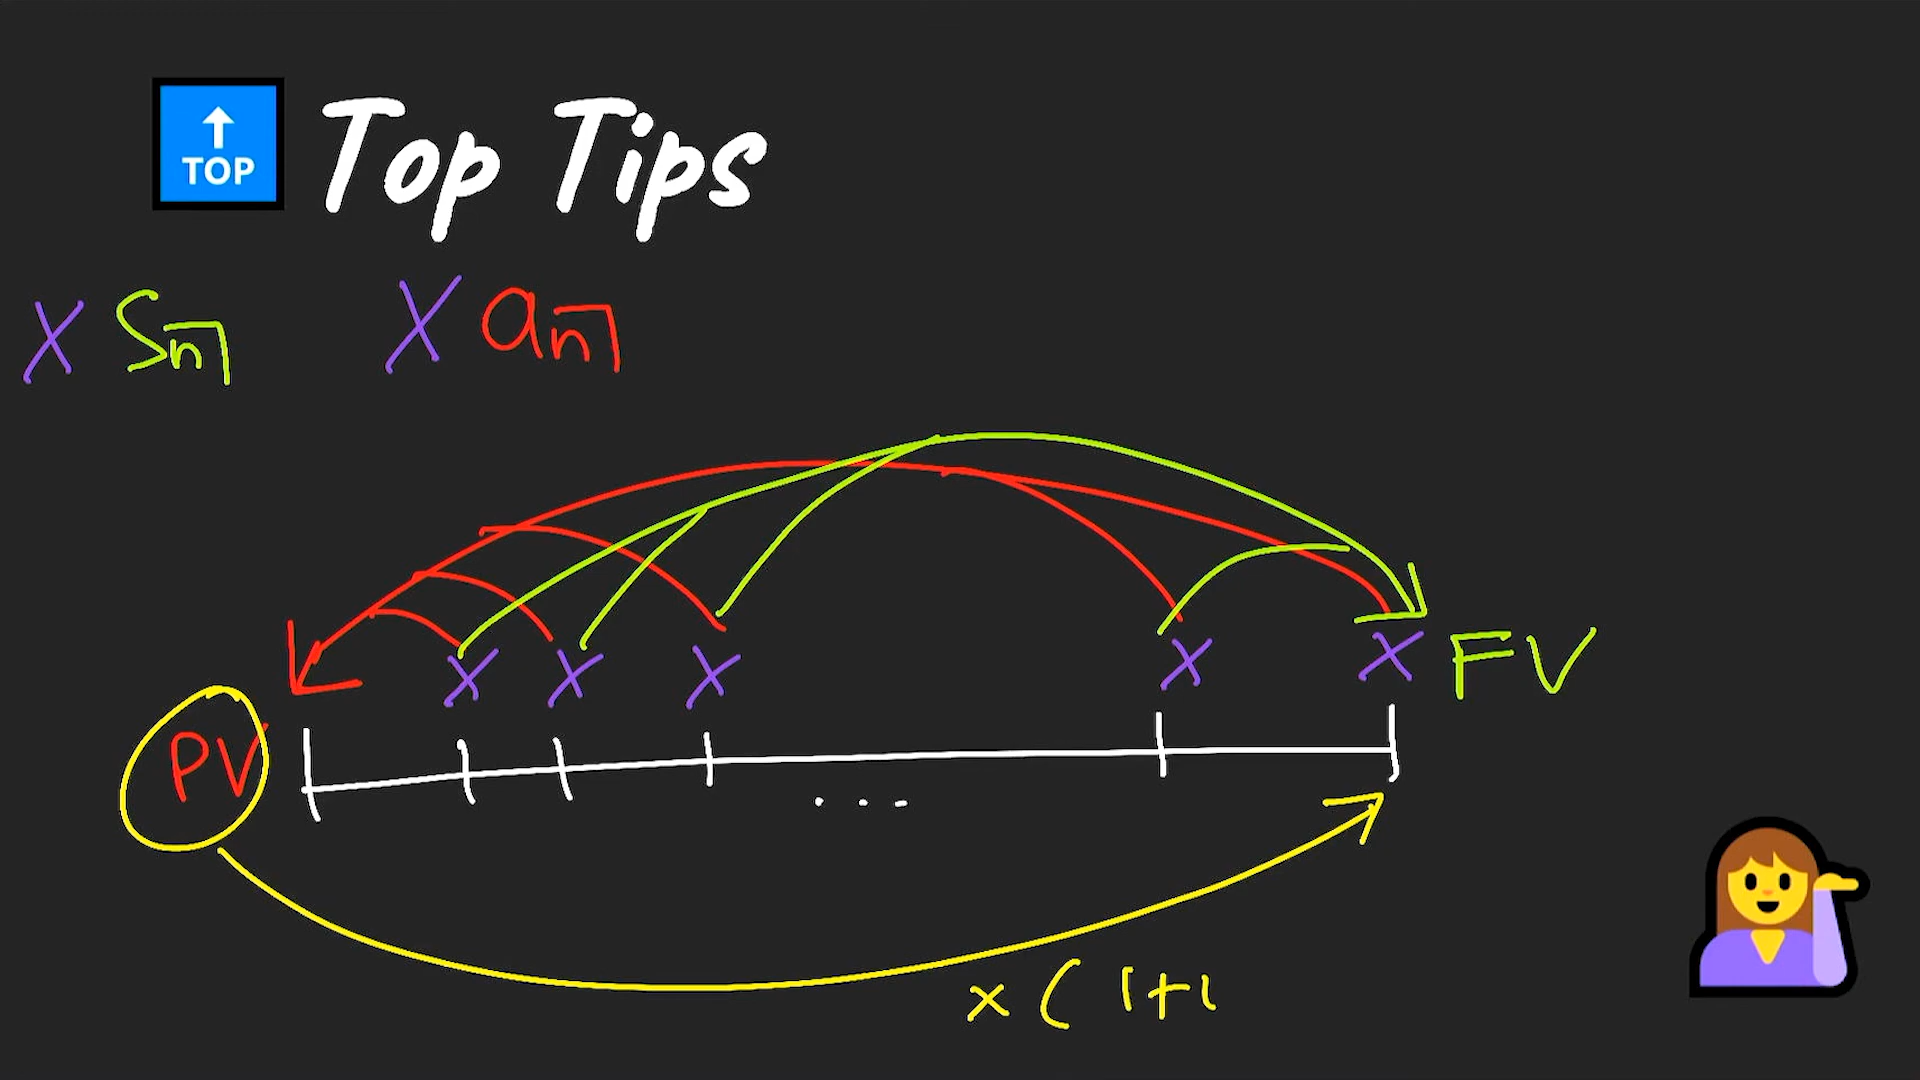 TOP Top Tips
X Sn⌉ X an⌉
X X X X X FV
PV
...
x ( 1+i